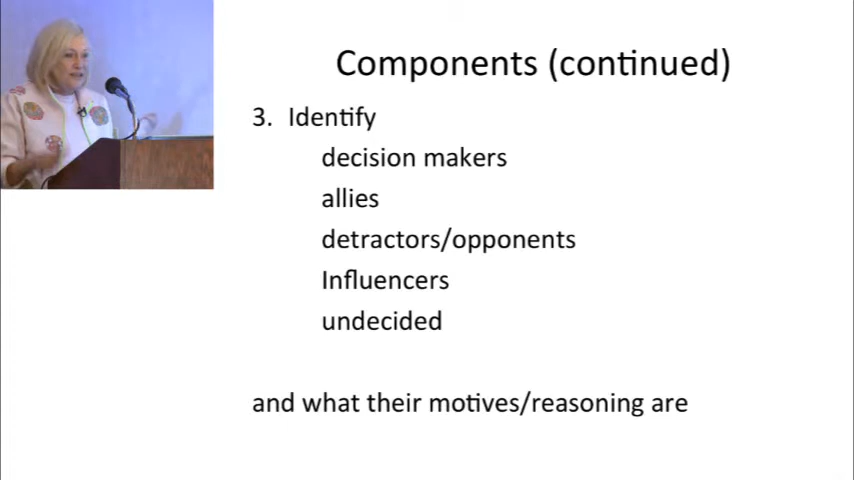 Components (continued)
3. Identify
decision makers
allies
detractors/opponents
Influencers
undecided
and what their motives/reasoning are